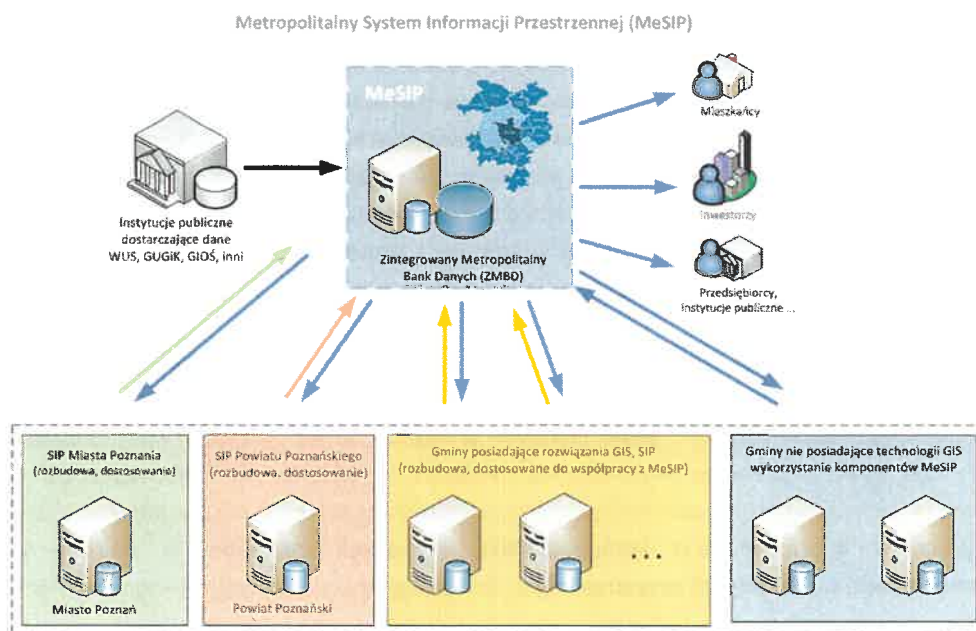 Metropolitalny System Informacji Przestrzennej (MeSIP)
MeSIP
Mieszkańcy
Instytucje publiczne
dostarczające dane
WUS, GUGiK, GIOŚ, inni
Inwestorzy
Zintegrowany Metropolitalny
Bank Danych (ZMBD)
Przedsiębiorcy,
instytucje publiczne ...
SIP Miasta Poznania
(rozbudowa, dostosowanie)
Miasto Poznań
SIP Powiatu Poznańskiego
(rozbudowa, dostosowanie)
Powiat Poznański
Gminy posiadające rozwiązania GIS, SIP
(rozbudowa, dostosowane do współpracy z MeSIP)
...
Gminy nie posiadające technologii GIS
wykorzystanie komponentów MeSIP